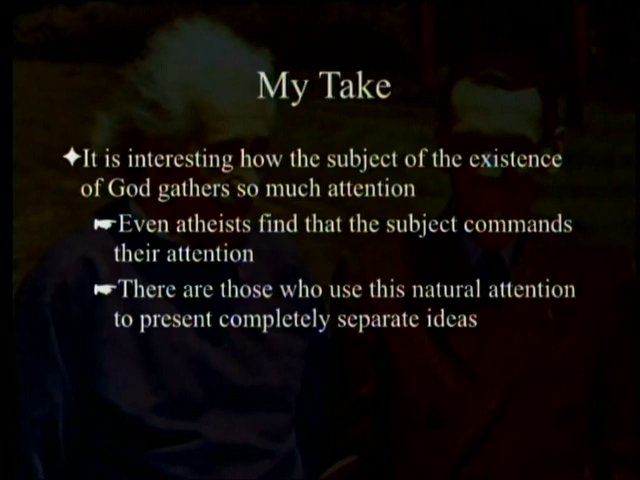 My Take
It is interesting how the subject of the existence
of God gathers so much attention
Even atheists find that the subject commands
their attention
There are those who use this natural attention
to present completely separate ideas